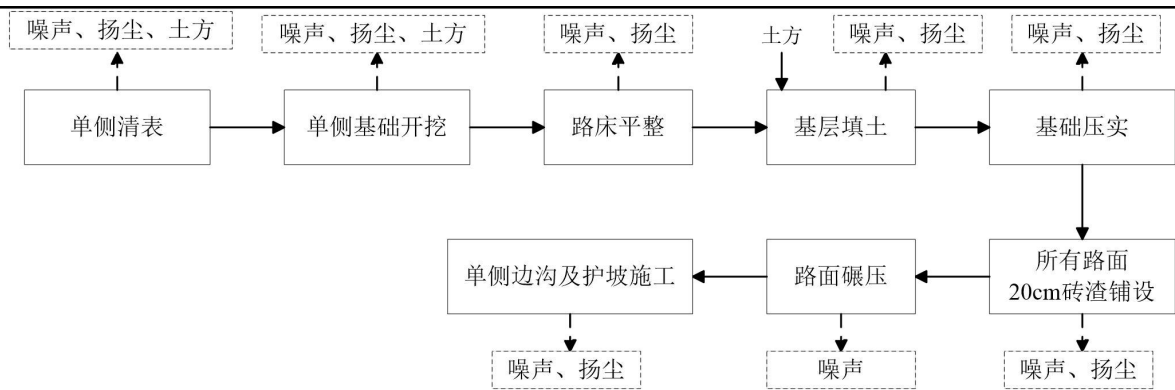 噪声、扬尘、土方
噪声、扬尘、土方
噪声、扬尘
土方
噪声、扬尘
噪声、扬尘
单侧清表
单侧基础开挖
路床平整
基层填土
基础压实
单侧边沟及护坡施工
路面碾压
所有路面
20cm砖渣铺设
噪声、扬尘
噪声
噪声、扬尘